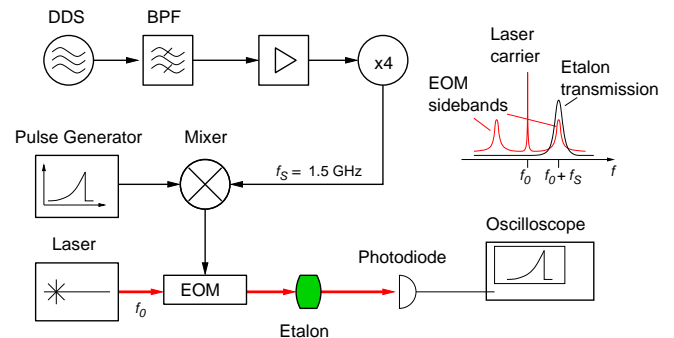 DDS
BPF
x4
Laser
carrier
EOM
sidebands
Etalon
transmission
f0
f0 + fS
f
Pulse Generator
Mixer
fS = 1.5 GHz
Laser
f0
EOM
Etalon
Photodiode
Oscilloscope